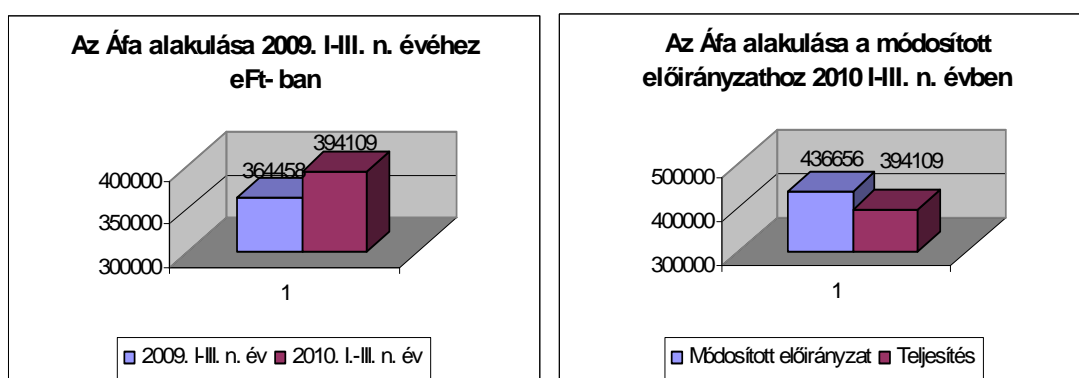 Az Áfa alakulása 2009. I-III. n. évéhez
eFt- ban
394109
364458
400000
350000
300000
1
2009. I-III. n. év
2010. I.-III. n. év
Az Áfa alakulása a módosított
előirányzathoz 2010 I-III. n. évben
436656
394109
500000
400000
300000
1
Módosított előirányzat
Teljesítés